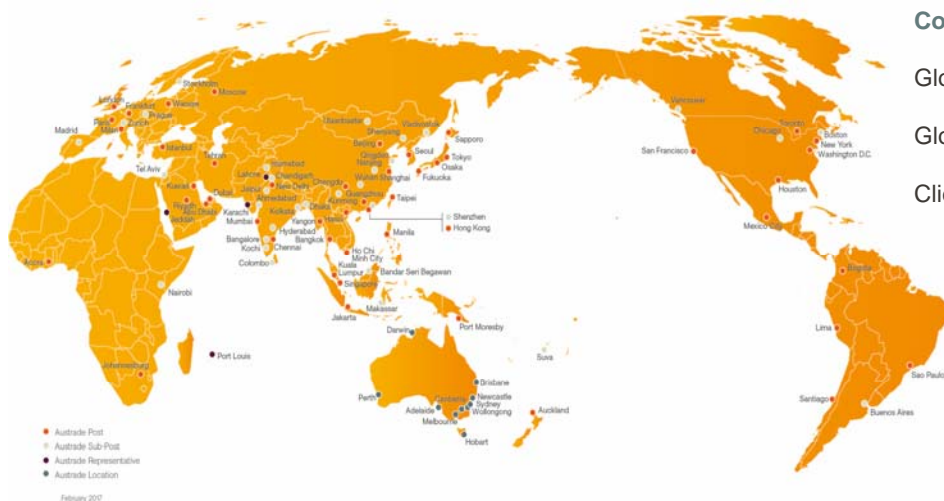 Co
Glo
Glo
Clie
Stockholm
Moscow
London
Frankfurt
Warsaw
Paris
Prague
Milan
Zurich
Madrid
Istanbul
Tel Aviv
Tehran
Kuwait
Riyadh
Dubai
Abu Dhabi
Jeddah
Accra
Nairobi
Johannesburg
Port Louis
Islamabad
Lahore
Chandigarh
Jaipur
New Delhi
Ahmedabad
Karachi
Mumbai
Kolkata
Dhaka
Hyderabad
Bangalore
Kochi
Chennai
Colombo
Ulaanbaatar
Shenyang
Vladivostok
Beijing
Seoul
Sapporo
Tokyo
Osaka
Fukuoka
Qingdao
Nanjing
Wuhan
Shanghai
Chengdu
Guangzhou
Kunming
Taipei
Hanoi
Yangon
Bangkok
Shenzhen
Hong Kong
Manila
Ho Chi
Minh City
Kuala
Lumpur
Bandar Seri Begawan
Singapore
Makassar
Jakarta
Port Moresby
Darwin
Suva
Perth
Brisbane
Canberra
Newcastle
Sydney
Wollongong
Adelaide
Melbourne
Hobart
Auckland
Vancouver
San Francisco
Toronto
Chicago
Boston
New York
Washington D.C.
Houston
Mexico City
Bogota
Lima
Sao Paulo
Santiago
Buenos Aires
Austrade Post
Austrade Sub-Post
Austrade Representative
Austrade Location
February 2017